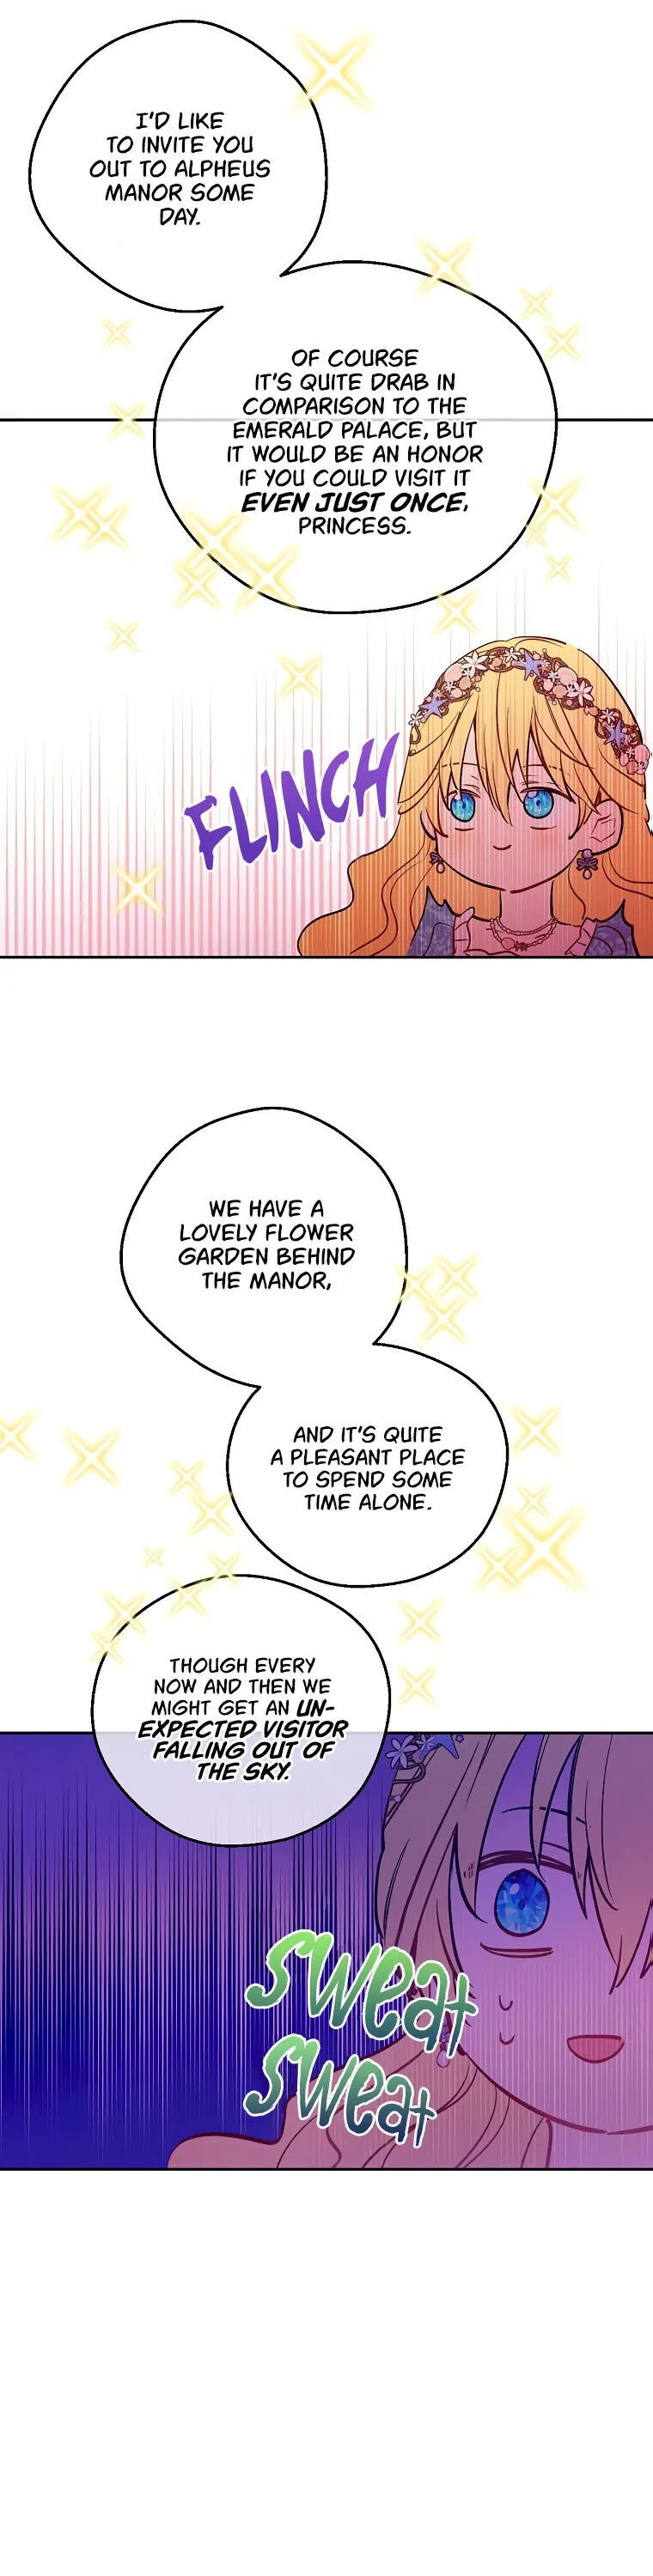 I'D LIKE
TO INVITE YOU
OUT TO ALPHEUS
MANOR SOME
DAY.
OF COURSE
IT'S QUITE DRAB IN
COMPARISON TO THE
EMERALD PALACE, BUT
IT WOULD BE AN HONOR
IF YOU COULD VISIT IT
EVEN JUST ONCE,
PRINCESS.
FLINCH
WE HAVE A
LOVELY FLOWER
GARDEN BEHIND
THE MANOR,
AND IT'S QUITE
A PLEASANT PLACE
TO SPEND SOME
TIME ALONE.
THOUGH EVERY
NOW AND THEN WE
MIGHT GET AN UN-
EXPECTED VISITOR
FALLING OUT OF
THE SKY.
SWEAT
SWEAT